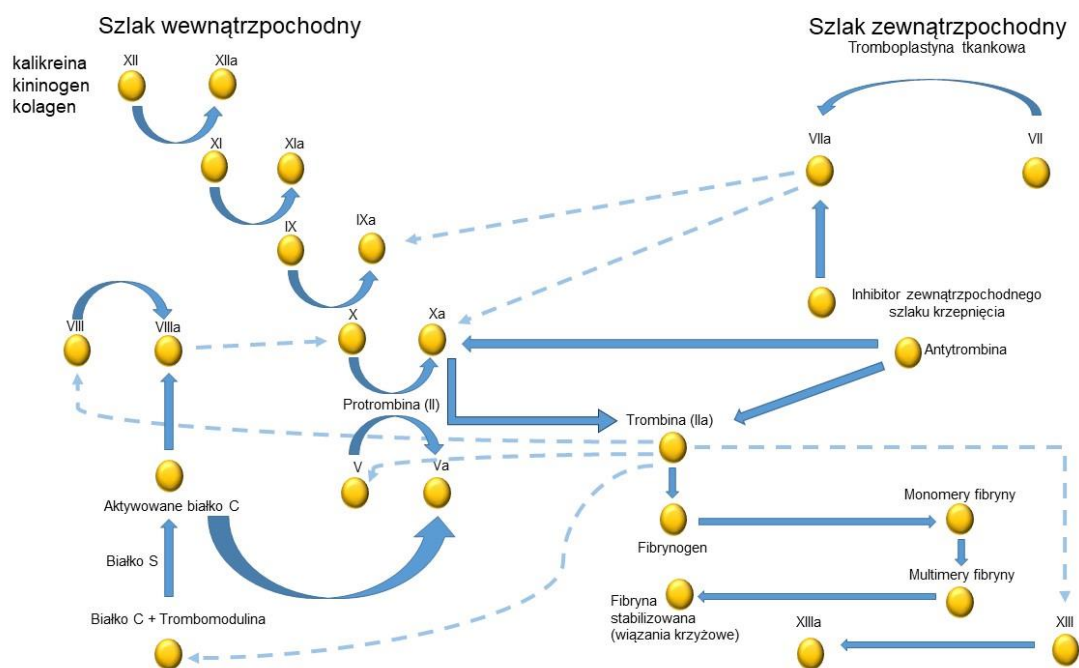 Szlak wewnątrzpochodny
Szlak zewnątrzpochodny
Tromboplastyna tkankowa
kalikreina
kininogen
kolagen
XII
XIIa
XI
XIa
VIIa
VII
IX
IXa
Inhibitor zewnątrzpochodnego
szlaku krzepnięcia
VIII
VIIIa
X
Xa
Antytrombina
Protrombina (II)
Trombina (IIa)
V
Va
Aktywowane białko C
Monomery fibryny
Fibrynogen
Białko S
Multimery fibryny
Fibryna
stabilizowana
(wiązania krzyżowe)
Białko C + Trombomodulina
XIIIa
XIII